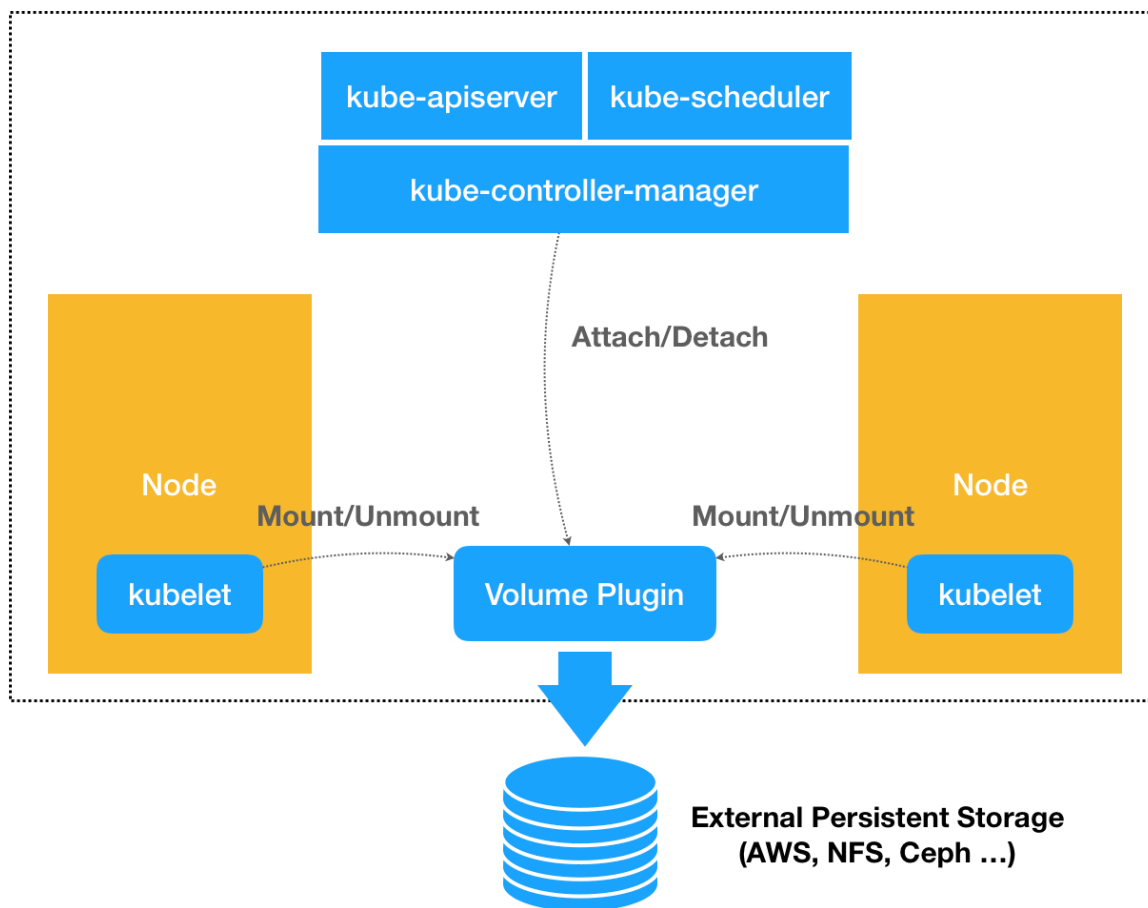 kube-apiserver
kube-scheduler
kube-controller-manager
Attach/Detach
Node
Node
Mount/Unmount
Mount/Unmount
kubelet
Volume Plugin
kubelet
External Persistent Storage
(AWS, NFS, Ceph …)